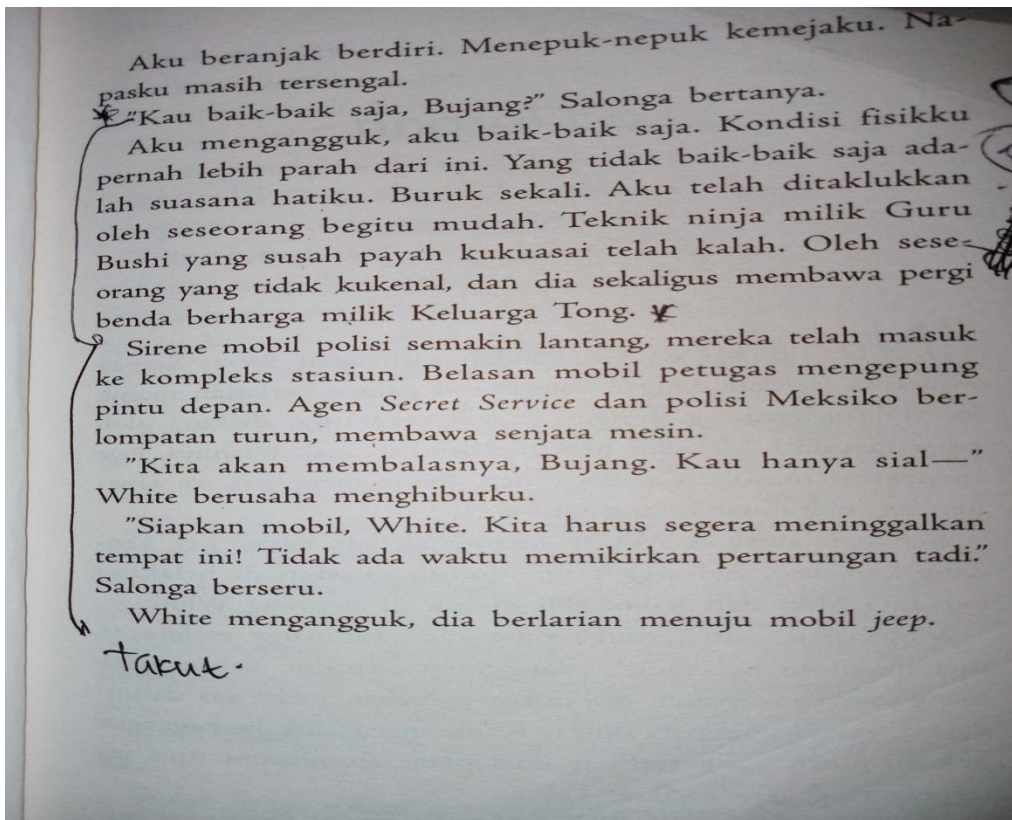 Aku beranjak berdiri. Menepuk-nepuk kemejaku. Na-
pasku masih tersengal.
"Kau baik-baik saja, Bujang?" Salonga bertanya.
Aku mengangguk, aku baik-baik saja. Kondisi fisikku
pernah lebih parah dari ini. Yang tidak baik-baik saja ada-
lah suasana hatiku. Buruk sekali. Aku telah ditaklukkan
oleh seseorang begitu mudah. Teknik ninja milik Guru
Bushi yang susah payah kukuasai telah kalah. Oleh sese-
orang yang tidak kukenal, dan dia sekaligus membawa pergi
benda berharga milik Keluarga Tong.
Sirene mobil polisi semakin lantang, mereka telah masuk
ke kompleks stasiun. Belasan mobil petugas mengepung
pintu depan. Agen Secret Service dan polisi Meksiko ber-
lompatan turun, membawa senjata mesin.
"Kita akan membalasnya, Bujang. Kau hanya sial—"
White berusaha menghiburku.
"Siapkan mobil, White. Kita harus segera meninggalkan
tempat ini! Tidak ada waktu memikirkan pertarungan tadi."
Salonga berseru.
White mengangguk, dia berlarian menuju mobil jeep.
Takut.